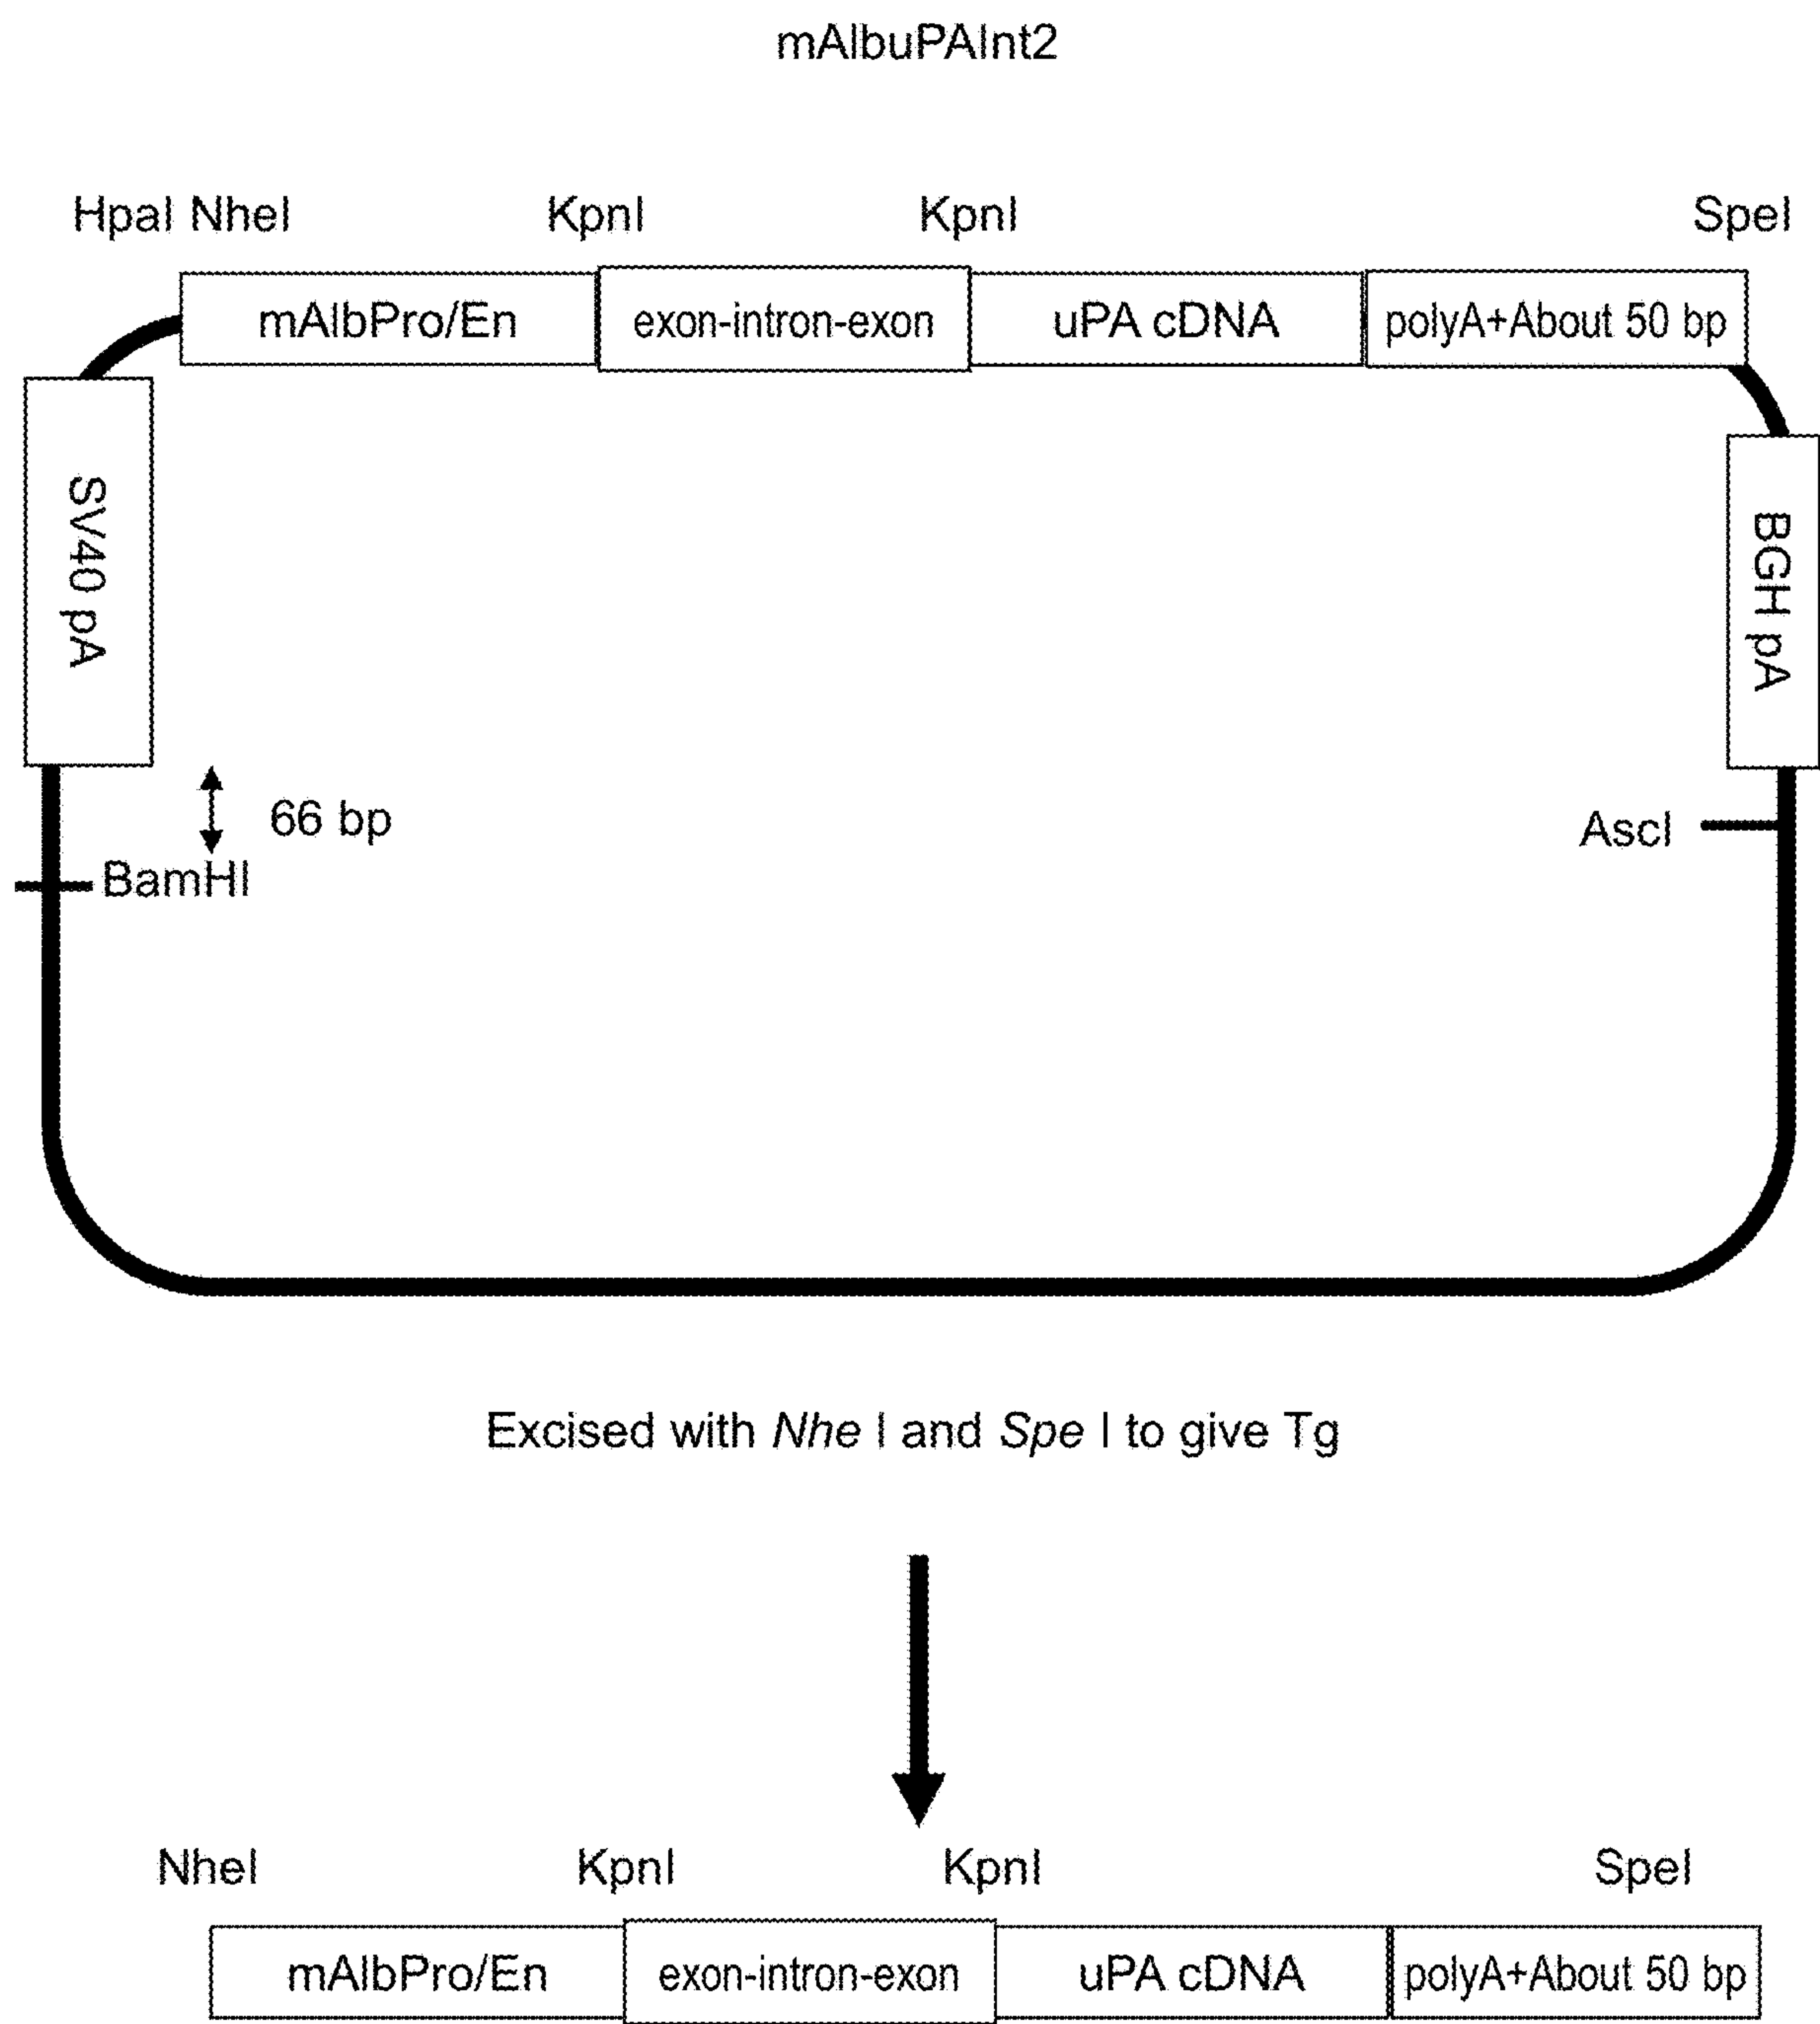 mAlbuPAInt2
HpaI NheI KpnI KpnI SpeI
mAlbPro/En exon-intron-exon uPA cDNA polyA+About 50 bp
SV40 pA
BGH pA
66 bp
AscI
BamHI
Excised with Nhe I and Spe I to give Tg
NheI KpnI KpnI SpeI
mAlbPro/En exon-intron-exon uPA cDNA polyA+About 50 bp